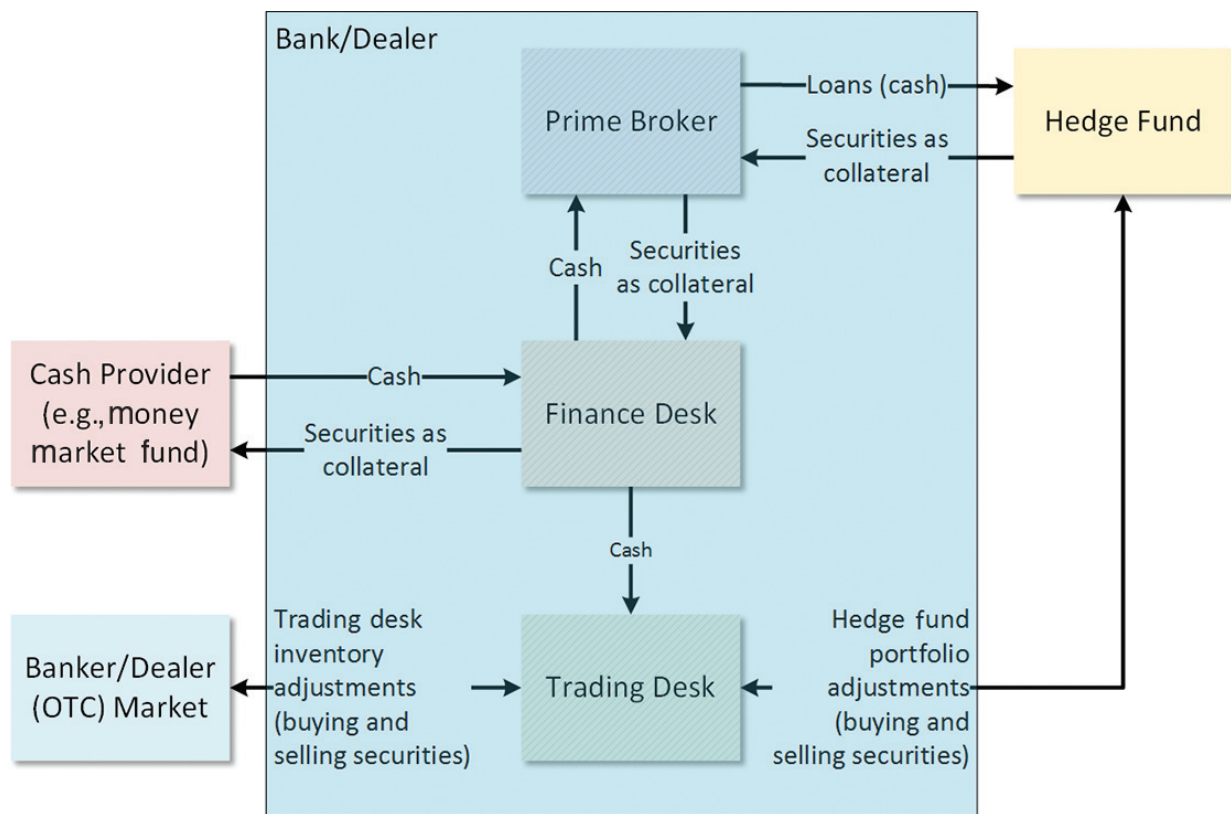 Bank/Dealer
Prime Broker
Loans (cash)
Securities as
collateral
Hedge Fund
Cash
Securities
as collateral
Cash Provider
(e.g., money
market fund)
Cash
Securities as
collateral
Finance Desk
Cash
Banker/Dealer
(OTC) Market
Trading desk
inventory
adjustments
(buying and
selling securities)
Trading Desk
Hedge fund
portfolio
adjustments
(buying and
selling securities)